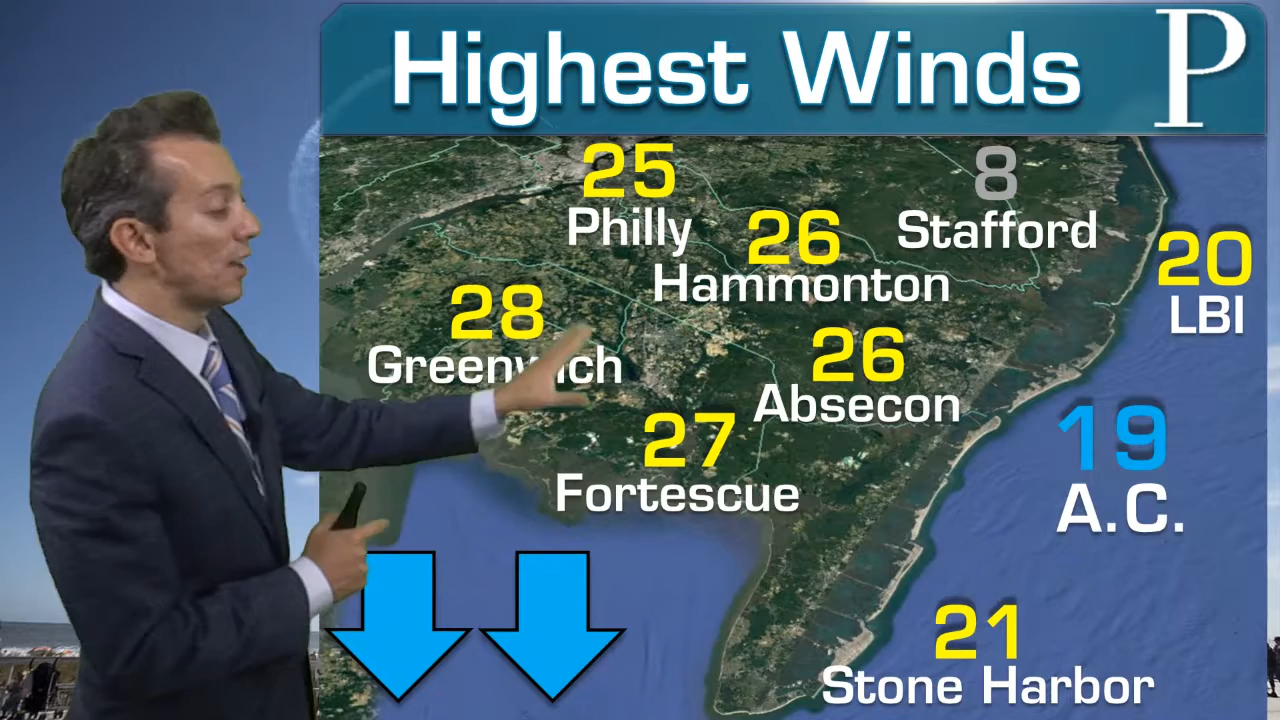 Highest Winds
P
25
Philly
8
Stafford
26
Hammonton
20
LBI
28
Greenwich
26
Absecon
27
Fortescue
19
A.C.
21
Stone Harbor